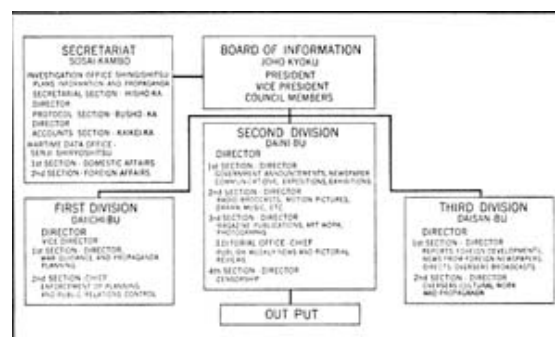 SECRETARIAT
SOSAI KAMBO
INVESTIGATION OFFICE SHINGISHITSU
PLANS INFORMATION AND PROPAGANDA
SECRETARIAL SECTION - HISHO KA
DIRECTOR
PROTOCOL SECTION - BUSHO KA
DIRECTOR
ACCOUNTS SECTION - KAIKEI KA
WARTIME DATA OFFICE -
SENJI SHIRYOSHITSU
1st SECTION - DOMESTIC AFFAIRS
2nd SECTION - FOREIGN AFFAIRS
BOARD OF INFORMATION
JOHO KYOKU
PRESIDENT
VICE PRESIDENT
COUNCIL MEMBERS
SECOND DIVISION
DAINI BU
DIRECTOR
1st SECTION - DIRECTOR
GOVERNMENT ANNOUNCEMENTS, NEWSPAPER
COMMUNICATIONS, EXPOSITIONS, EXHIBITIONS
2nd SECTION - DIRECTOR
RADIO BROADCASTS, MOTION PICTURES,
DRAMA, MUSIC, ETC
3rd SECTION - DIRECTOR
MAGAZINE PUBLICATIONS, ART WORK,
PHOTOGRAPHS
EDITORIAL OFFICE - CHIEF
PUBLISH WEEKLY NEWS AND PICTORIAL
REVIEWS
4th SECTION - DIRECTOR
CENSORSHIP
FIRST DIVISION
DAIICHI BU
DIRECTOR
VICE DIRECTOR
1st SECTION - DIRECTOR
WAR GUIDANCE AND PROPAGANDA
PLANNING
2nd SECTION - CHIEF
ENFORCEMENT OF PLANNING
AND PUBLIC RELATIONS CONTROL
THIRD DIVISION
DAISAN BU
DIRECTOR
1st SECTION - DIRECTOR
REPORTS FOREIGN DEVELOPMENTS,
NEWS FROM FOREIGN NEWSPAPERS,
DIRECTS OVERSEAS BROADCASTS
2nd SECTION - DIRECTOR
OVERSEAS CULTURAL WORK
AND PROPAGANDA
OUT PUT